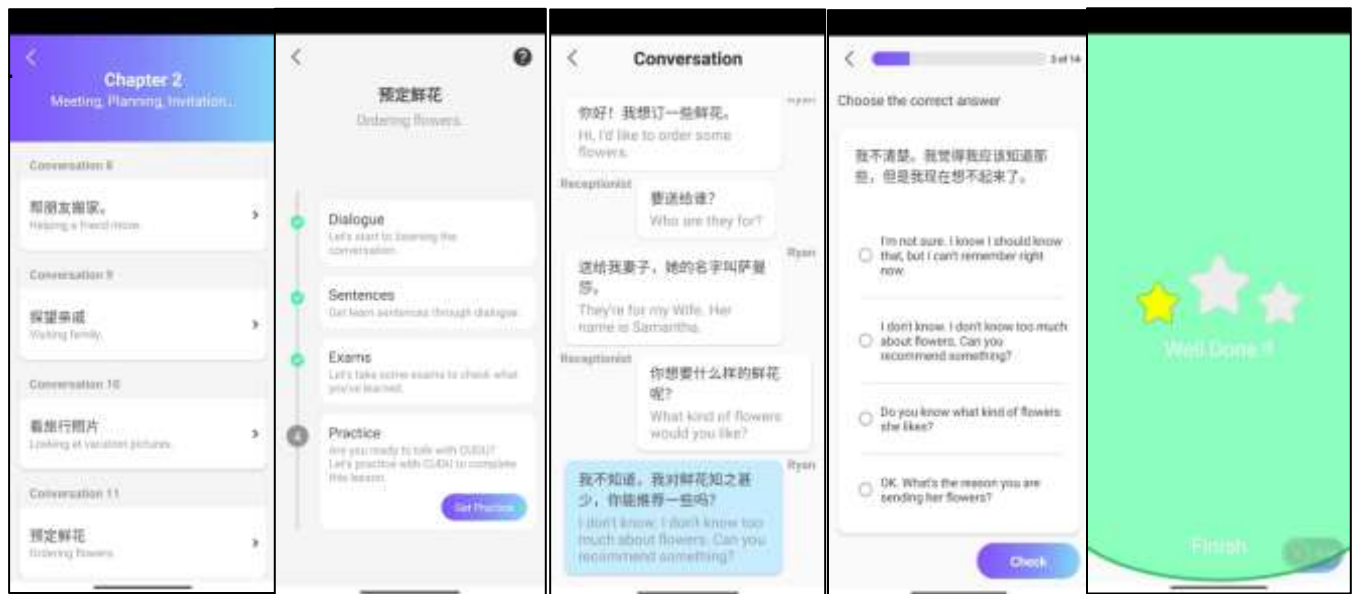 Chapter 2
Meeting, Planning, Invitation...
Conversation 8
帮朋友搬家。
Helping a friend move.
Conversation 9
探望亲戚
Visiting family.
Conversation 10
看旅行照片
Looking at vacation pictures.
Conversation 11
预定鲜花
Ordering flowers.
?
预定鲜花
Ordering flowers.
Dialogue
Let's start to listening the
conversation.
Sentences
Get learn sentences through dialogue.
Exams
Let's take some exams to check what
you've learned.
4
Practice
Are you ready to talk with CUDU?
Let's practice with CUDU to complete
this lesson.
Get Practice
Conversation
Ryan
你好！我想订一些鲜花。
Hi, I'd like to order some
flowers.
Receptionist
要送给谁？
Who are they for?
Ryan
送给我妻子，她的名字叫萨曼
莎。
They're for my Wife. Her
name is Samantha.
Receptionist
你想要什么样的鲜花
呢？
What kind of flowers
would you like?
Ryan
我不知道。我对鲜花知之甚
少，你能推荐一些吗？
I don't know. I don't know too
much about flowers. Can you
recommend something?
3 of 14
Choose the correct answer
我不清楚。我觉得我应该知道那
些，但是我现在想不起来了。
I'm not sure. I know I should know
that, but I can't remember right
now.
I don't know. I don't know too much
about flowers. Can you
recommend something?
Do you know what kind of flowers
she likes?
OK. What's the reason you are
sending her flowers?
Check
Well Done !!
Finish